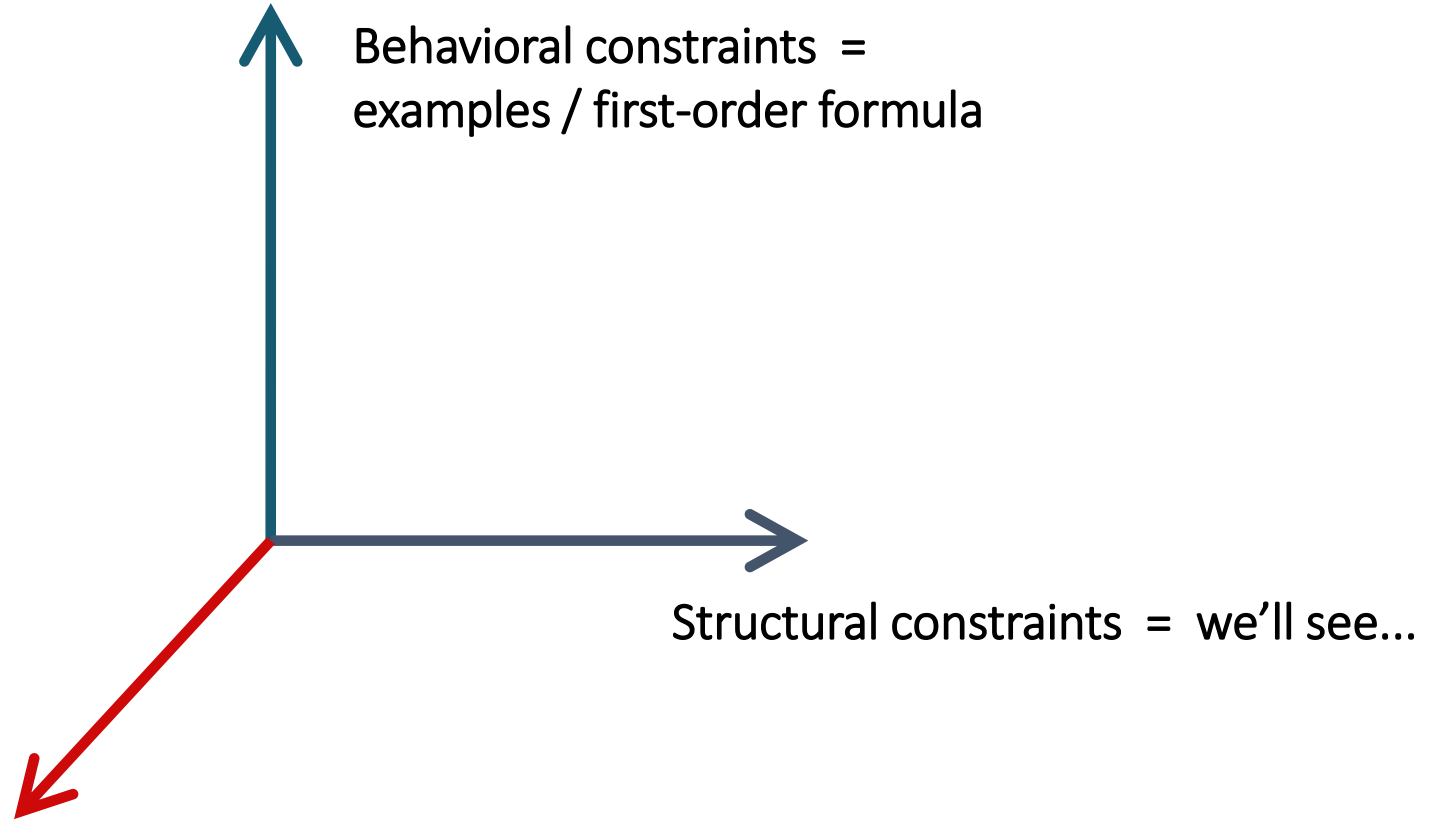 Behavioral constraints =
examples / first-order formula
Structural constraints = we’ll see...